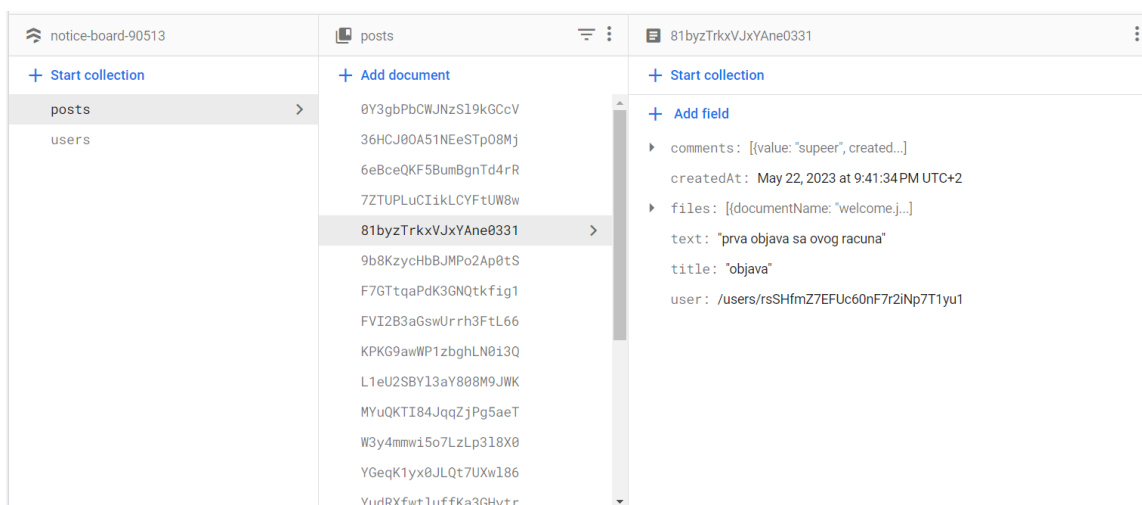 notice-board-90513
posts
81byzTrkxVJxYAne0331
Start collection
Add document
Start collection
posts
users
0Y3gbPbCWJNzSl9kGCcV
36HCJ0OA51NEeSTpO8Mj
6eBceQKF5BumBgnTd4rR
7ZTUPLuCIikLCYFtUW8w
81byzTrkxVJxYAne0331
9b8KzycHbBJMPo2Ap0tS
F7GTtqaPdK3GNQtkfig1
FVI2B3aGswUrrh3FtL66
KPKG9awWP1zbghLN0i3Q
L1eU2SBYl3aY808M9JWK
MYuQKTI84JqqZjPg5aeT
W3y4mmwi5o7LzLp3l8X0
YGeqK1yx0JLQt7UXwl86
YudRXfwtluffKa3GHytr
Add field
comments: [{value: "supeer", created...]
createdAt: May 22, 2023 at 9:41:34 PM UTC+2
files: [{documentName: "welcome.j...]
text: "prva objava sa ovog racuna"
title: "objava"
user: /users/rsSHfmZ7EFUc60nF7r2iNp7T1yu1